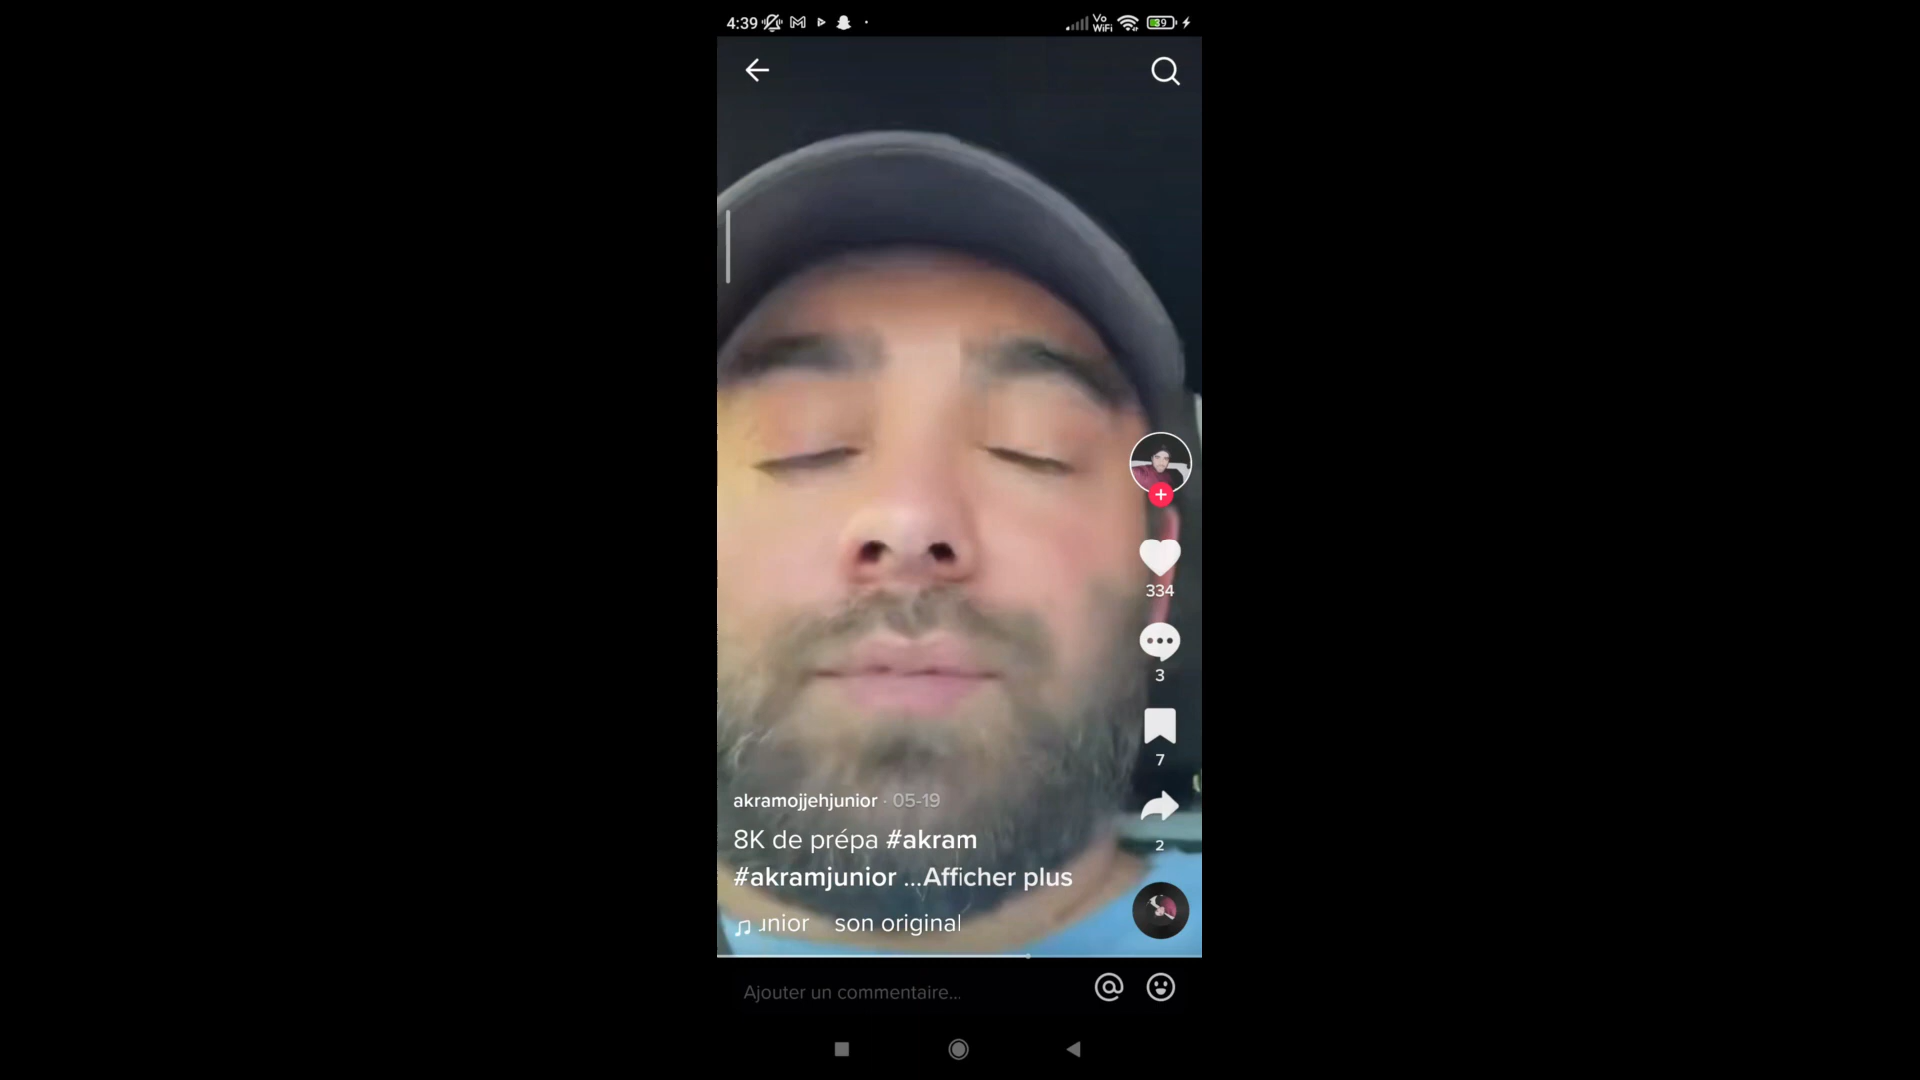 4:39
Vo
WiFi
39
334
3
7
2
akramojjehjunior · 05-19
8K de prépa #akram
#akramjunior ...Afficher plus
son original
Ajouter un commentaire...